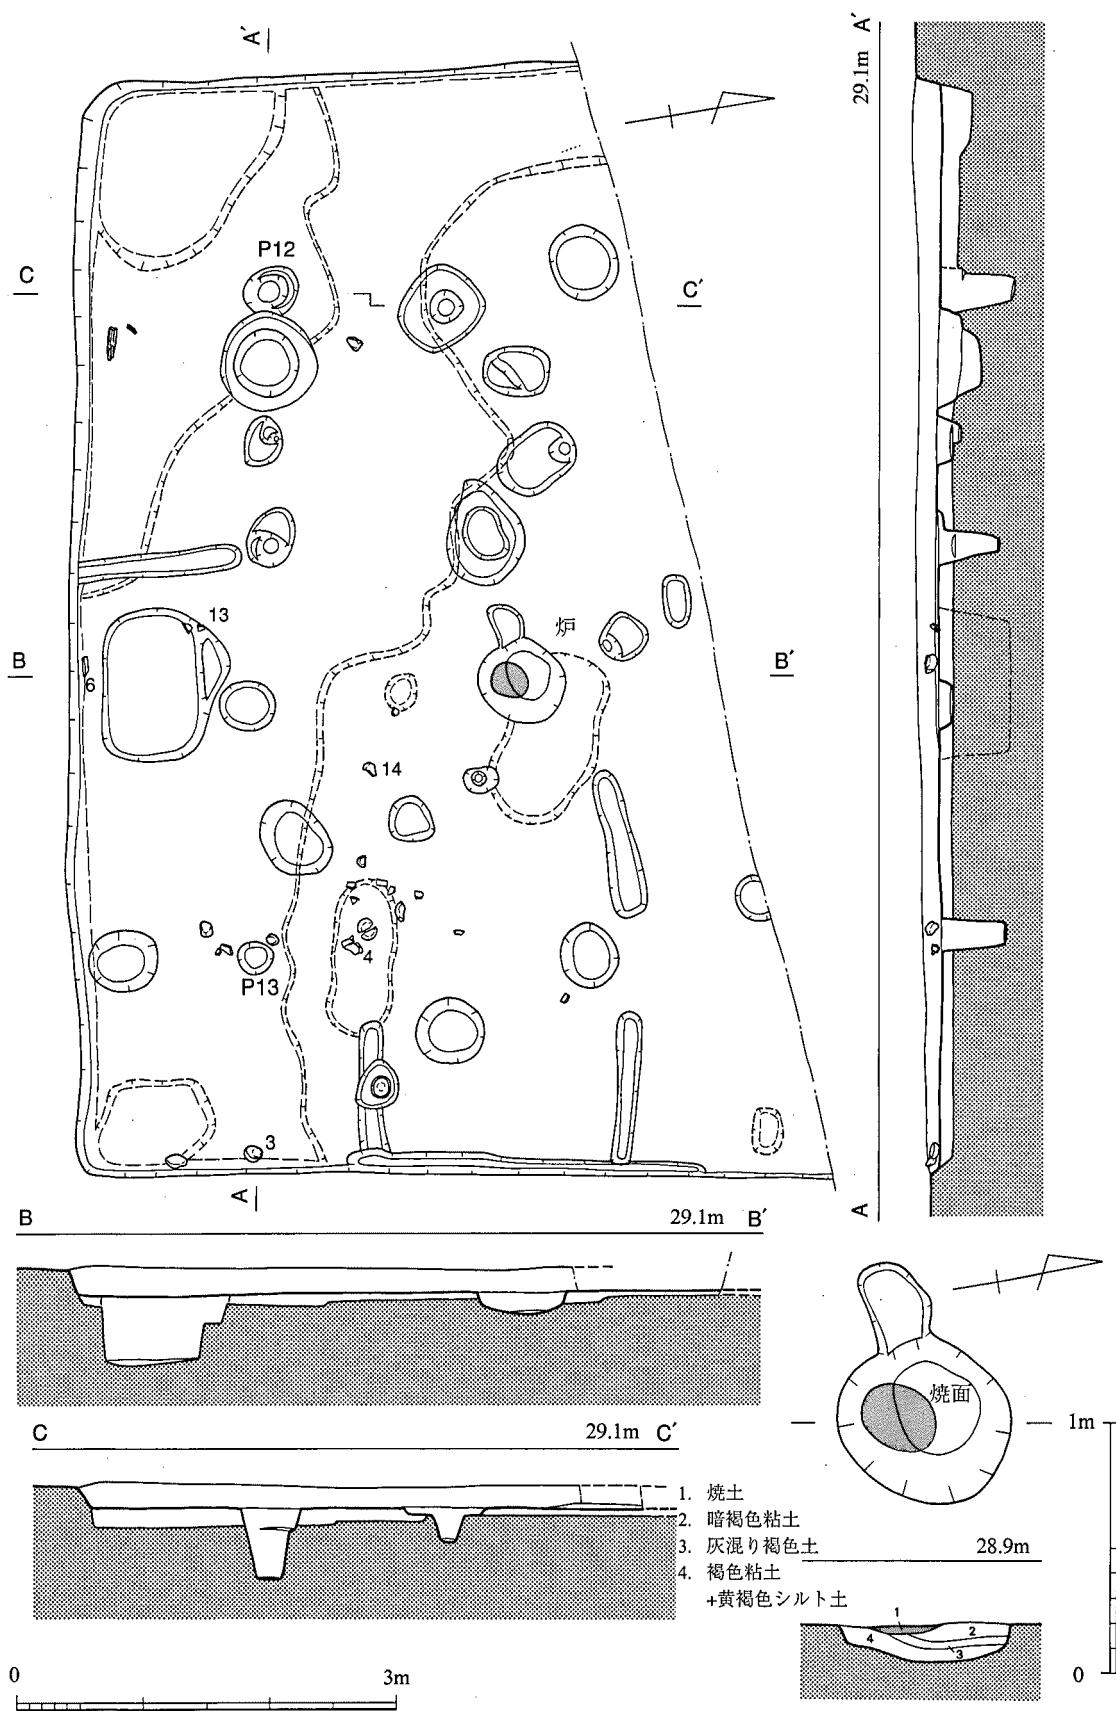 A′
A′
29.1m
P12
C
C′
13
炉
B
B′
6
14
4
P13
3
A
A
B
29.1m B′
C
29.1m C′
焼面
1m
1. 焼土
2. 暗褐色粘土
3. 灰混り褐色土
4. 褐色粘土
+黄褐色シルト土
28.9m
1
2
4
3
0
0
3m